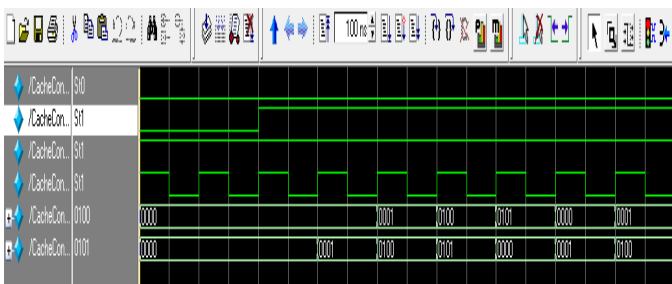 100 ns
/CacheCon... St0
/CacheCon... St1
/CacheCon... St1
/CacheCon... St1
/CacheCon... 0100 0000 0001 0100 0101 0000 0001
/CacheCon... 0101 0000 0001 0100 0101 0000 0001 0100